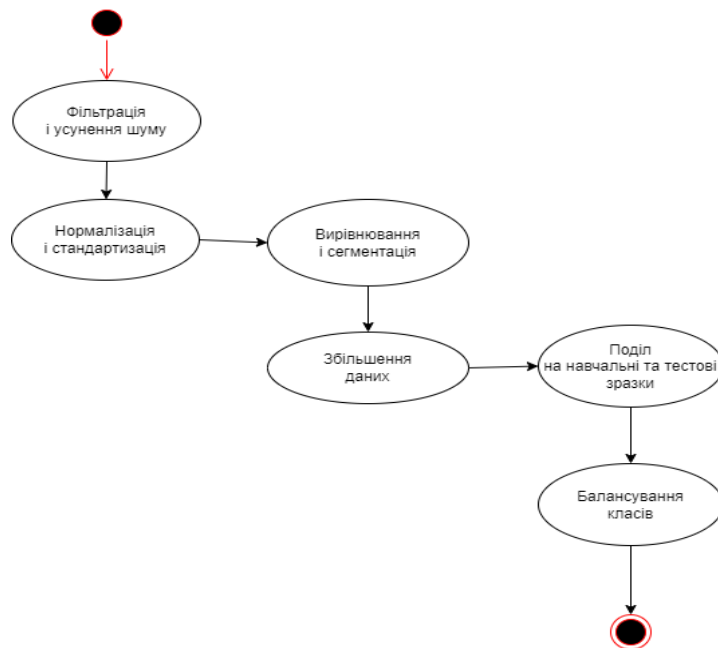 Фільтрація
і усунення шуму
Нормалізація
і стандартизація
Вирівнювання
і сегментація
Збільшення
даних
Поділ
на навчальні та тестові
зразки
Балансування
класів